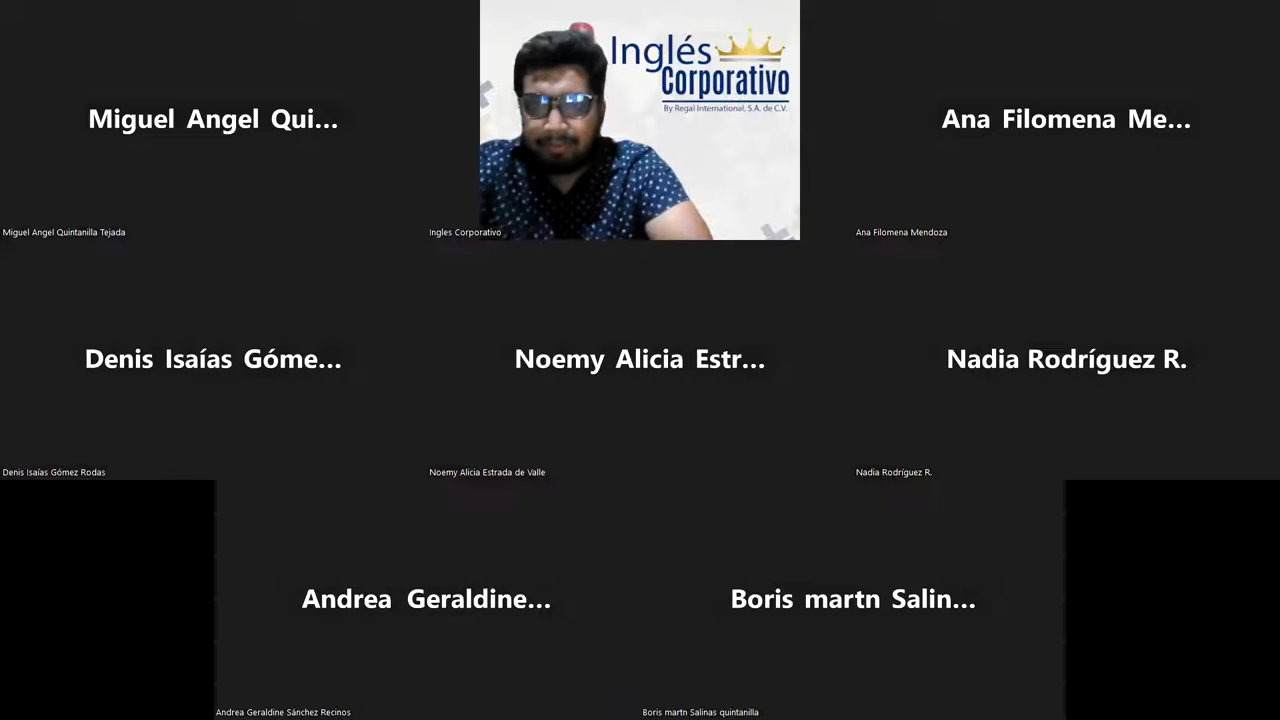 Miguel Angel Qui...
Miguel Angel Quintanilla Tejada
Inglés
Corporativo
By Regal International, S.A. de C.V.
Ingles Corporativo
Ana Filomena Me...
Ana Filomena Mendoza
Denis Isaías Góme...
Denis Isaías Gómez Rodas
Noemy Alicia Estr...
Noemy Alicia Estrada de Valle
Nadia Rodríguez R.
Nadia Rodríguez R.
Andrea Geraldine...
Andrea Geraldine Sánchez Recinos
Boris martn Salin...
Boris martn Salinas quintanilla